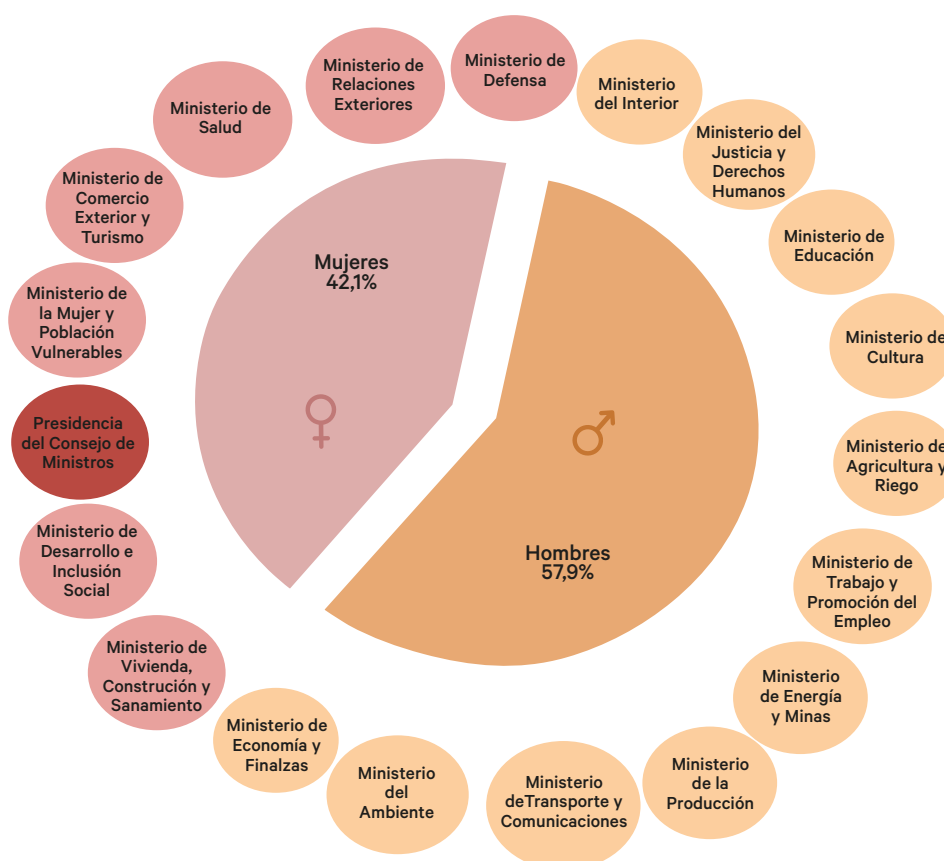 Ministerio de
Defensa
Ministerio
del Interior
Ministerio del
Justicia y
Derechos
Humanos
Ministerio de
Educación
Ministerio de
Cultura
Ministerio de
Agricultura y
Riego
Ministerio de
Trabajo y
Promoción del
Empleo
Ministerio
de Energía
y Minas
Ministerio
de la
Producción
Ministerio
deTransporte y
Comunicaciones
Ministerio
del
Ambiente
Ministerio de
Economía y
Finalzas
Ministerio de
Vivienda,
Construción y
Sanamiento
Ministerio de
Desarrollo e
Inclusión
Social
Presidencia
del Consejo de
Ministros
Ministerio de
la Mujer y
Población
Vulnerables
Ministerio de
Comercio
Exterior y
Turismo
Ministerio de
Salud
Ministerio de
Relaciones
Exteriores
Mujeres
42,1%
Hombres
57,9%